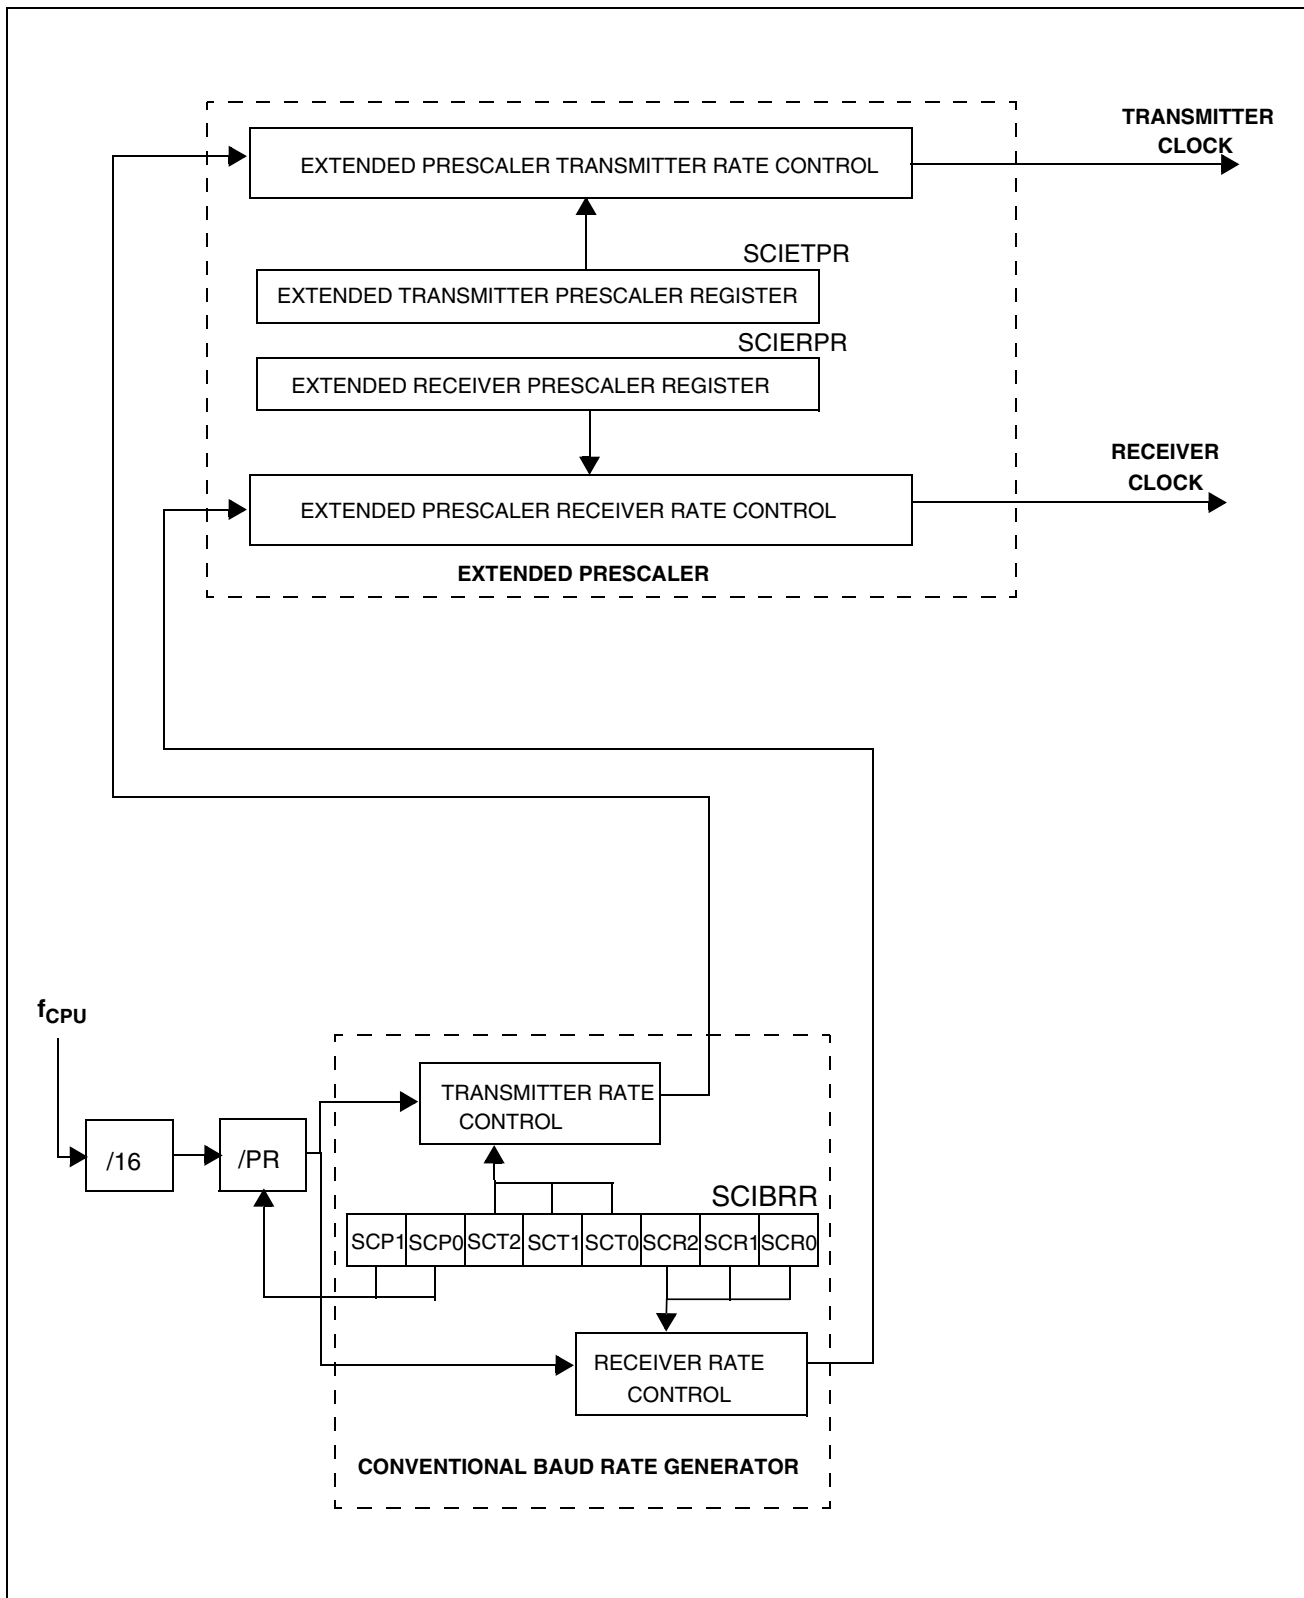 TRANSMITTER
CLOCK
EXTENDED PRESCALER TRANSMITTER RATE CONTROL
SCIETPR
EXTENDED TRANSMITTER PRESCALER REGISTER
SCIERPR
EXTENDED RECEIVER PRESCALER REGISTER
RECEIVER
CLOCK
EXTENDED PRESCALER RECEIVER RATE CONTROL
EXTENDED PRESCALER
fCPU
TRANSMITTER RATE
CONTROL
/16
/PR
SCIBRR
SCP1 SCP0 SCT2 SCT1 SCT0 SCR2 SCR1 SCR0
RECEIVER RATE
CONTROL
CONVENTIONAL BAUD RATE GENERATOR